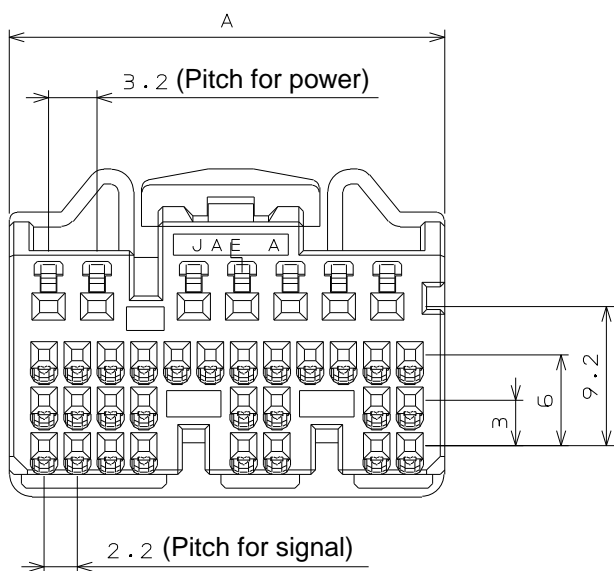 A
3.2 (Pitch for power)
JAE A
3
6
9.2
2.2 (Pitch for signal)